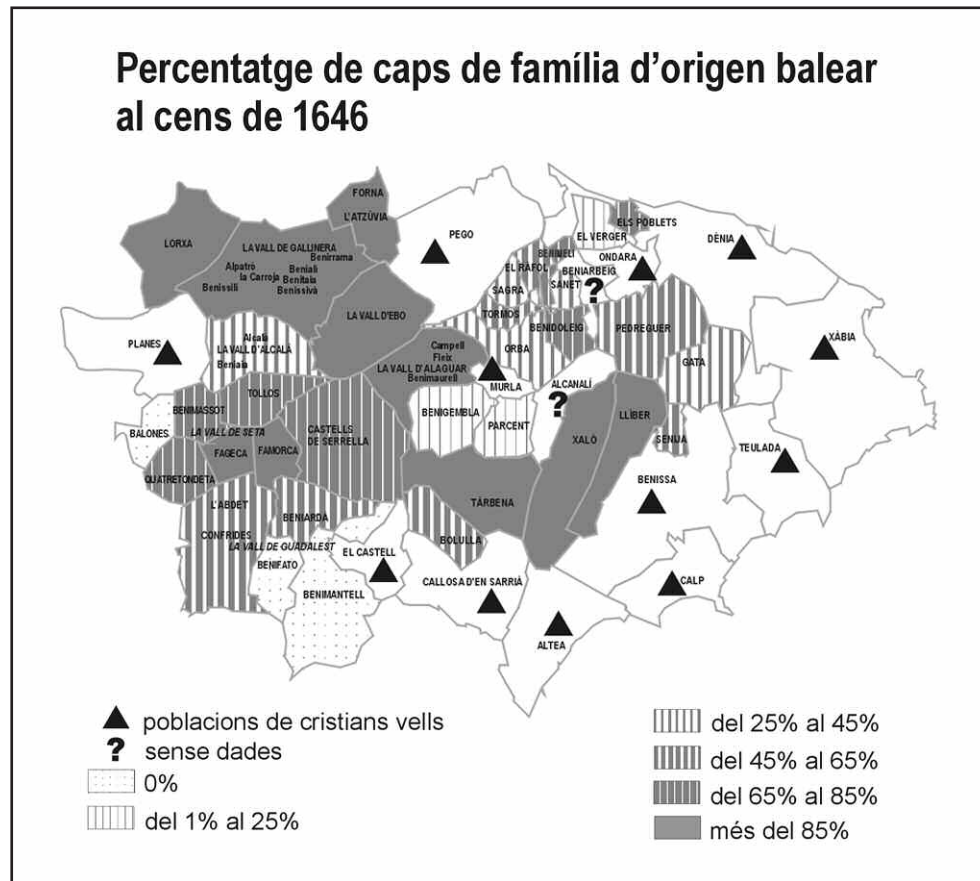 Percentatge de caps de família d'origen balear
al cens de 1646
FORNA
L'ATZÚVIA
PEGO
LORXA
LA VALL DE GALLINERA
Benirrama
Alpatró
Beniali
la Carroja
Benitaia
Benissili
Benissivà
ELS POBLETS
EL VERGER
DÉNIA
BENIMELI
ONDARA
EL RÀFOL
BENIARBEIG
SAGRA
SANET
?
LA VALL D'EBO
TORMOS
BENIDOLEIG
PEDREGUER
XÀBIA
PLANES
Alcalà
LA VALL D'ALCALÀ
Beniaia
Campell
Fleix
LA VALL D'ALAGUAR
Benimaurell
ORBA
MURLA
GATA
ALCANALÍ
?
TOLLOS
BENIMASSOT
BENIGEMBLA
PARCENT
LLÍBER
BALONES
LA VALL DE SETA
CASTELLS
DE SERRELLA
XALÓ
SENIJA
TEULADA
FAGECA
FAMORCA
QUATRETONDETA
BENISSA
TÀRBENA
L'ABDET
BENIARDA
CONFRIDES
LA VALL DE GUADALEST
BOLULLA
EL CASTELL
BENIFATO
CALLOSA D'EN SARRIÀ
CALP
BENIMANTELL
ALTEA
poblacions de cristians vells
? sense dades
0%
del 1% al 25%
del 25% al 45%
del 45% al 65%
del 65% al 85%
més del 85%